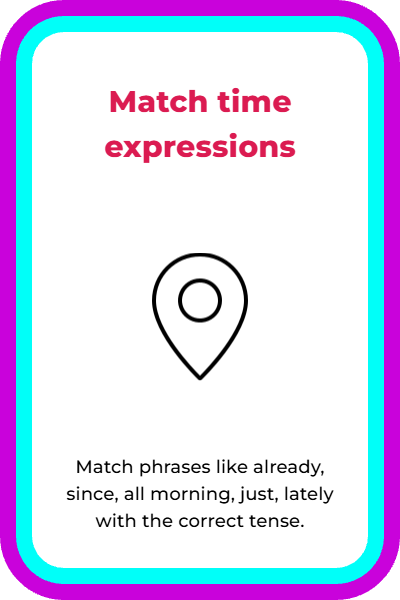 Match time
expressions
Match phrases like already,
since, all morning, just, lately
with the correct tense.